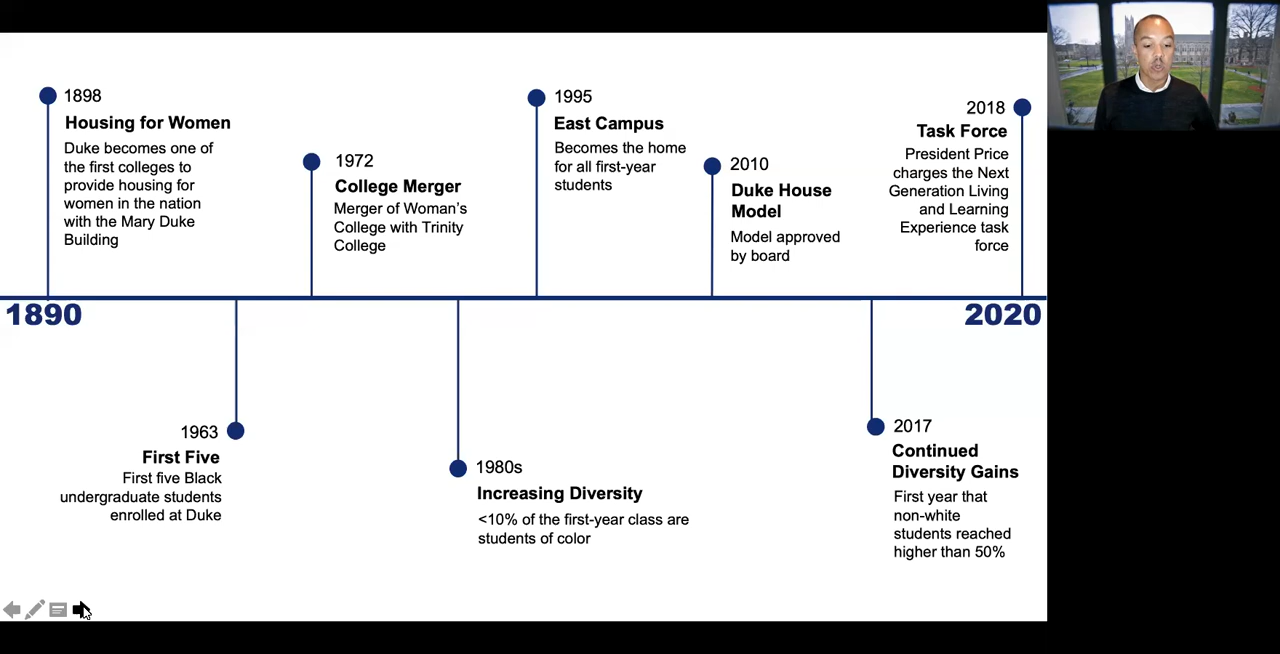 1898
Housing for Women
Duke becomes one of
the first colleges to
provide housing for
women in the nation
with the Mary Duke
Building
1972
College Merger
Merger of Woman's
College with Trinity
College
1995
East Campus
Becomes the home
for all first-year
students
2010
Duke House
Model
Model approved
by board
2018
Task Force
President Price
charges the Next
Generation Living
and Learning
Experience task
force
1890
2020
1963
First Five
First five Black
undergraduate students
enrolled at Duke
1980s
Increasing Diversity
<10% of the first-year class are
students of color
2017
Continued
Diversity Gains
First year that
non-white
students reached
higher than 50%